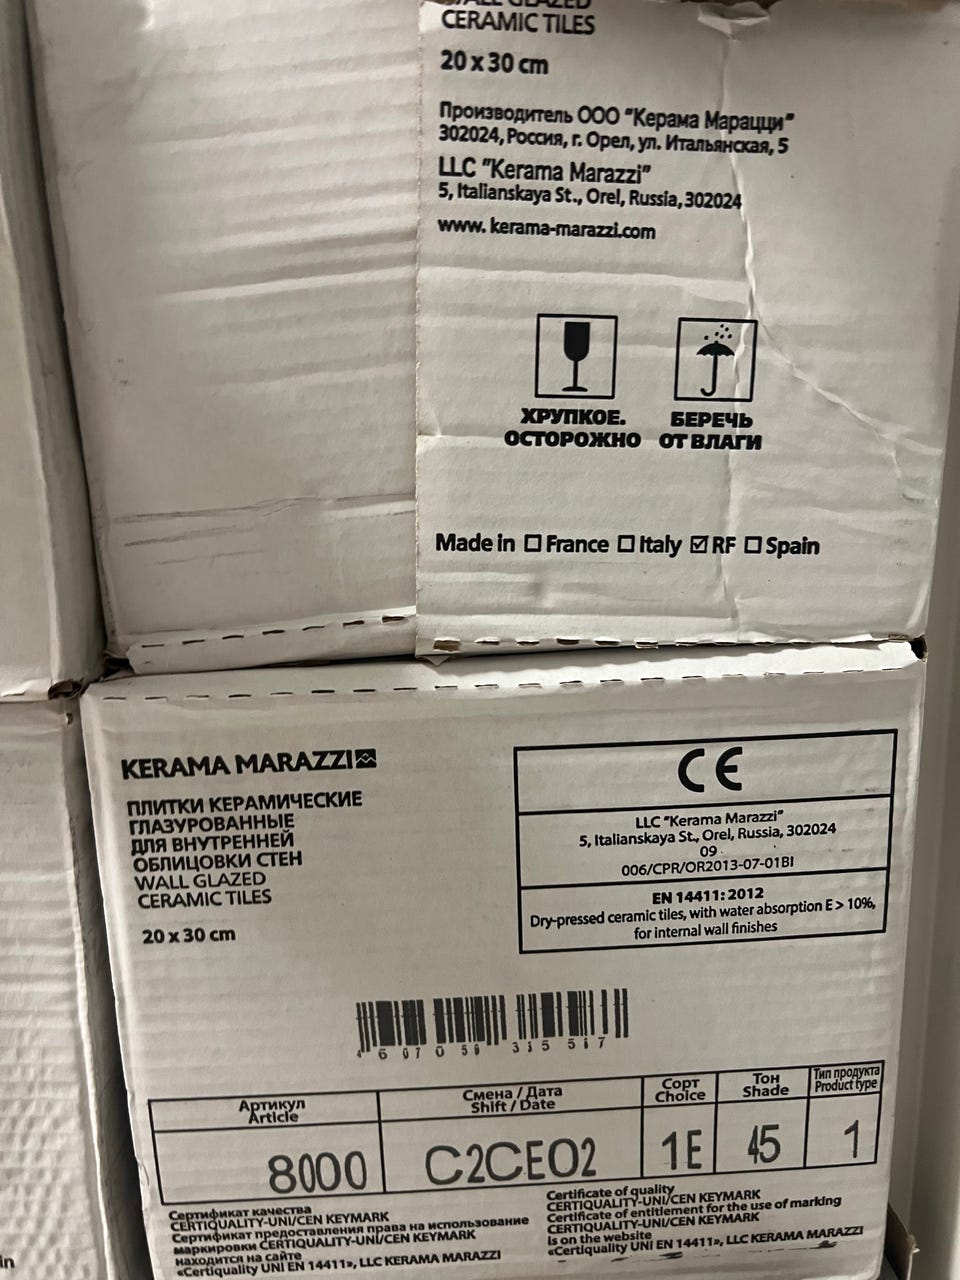 WALL GLAZED
CERAMIC TILES
20 x 30 cm
Производитель ООО "Керама Марацци"
302024, Россия, г. Орел, ул. Итальянская, 5
LLC "Kerama Marazzi"
5, Italianskaya St., Orel, Russia, 302024
www. kerama-marazzi.com
ХРУПКОЕ.
ОСТОРОЖНО
БЕРЕЧЬ
ОТ ВЛАГИ
Made in ☐ France ☐ Italy ☑ RF ☐ Spain
KERAMA MARAZZI
ПЛИТКИ КЕРАМИЧЕСКИЕ
ГЛАЗУРОВАННЫЕ
ДЛЯ ВНУТРЕННЕЙ
ОБЛИЦОВКИ СТЕН
WALL GLAZED
CERAMIC TILES
20 x 30 cm
CE
LLC "Kerama Marazzi"
5, Italianskaya St., Orel, Russia, 302024
09
006/CPR/OR2013-07-01BI
EN 14411: 2012
Dry-pressed ceramic tiles, with water absorption E > 10%,
for internal wall finishes
Артикул
Article
8000
Смена / Дата
Shift / Date
C2CE02
Сорт
Choice
1E
Тон
Shade
45
Тип продукта
Product type
1
Сертификат качества
CERTIQUALITY-UNI/CEN KEYMARK
Сертификат предоставления права на использование
маркировки CERTIQUALITY-UNI/CEN KEYMARK
находится на сайте
«Certiquality UNI EN 14411», LLC KERAMA MARAZZI
Certificate of quality
CERTIQUALITY-UNI/CEN KEYMARK
Certificate of entitlement for the use of marking
CERTIQUALITY-UNI/CEN KEYMARK
Is on the website
«Certiquality UNI EN 14411», LLC KERAMA MARAZZI